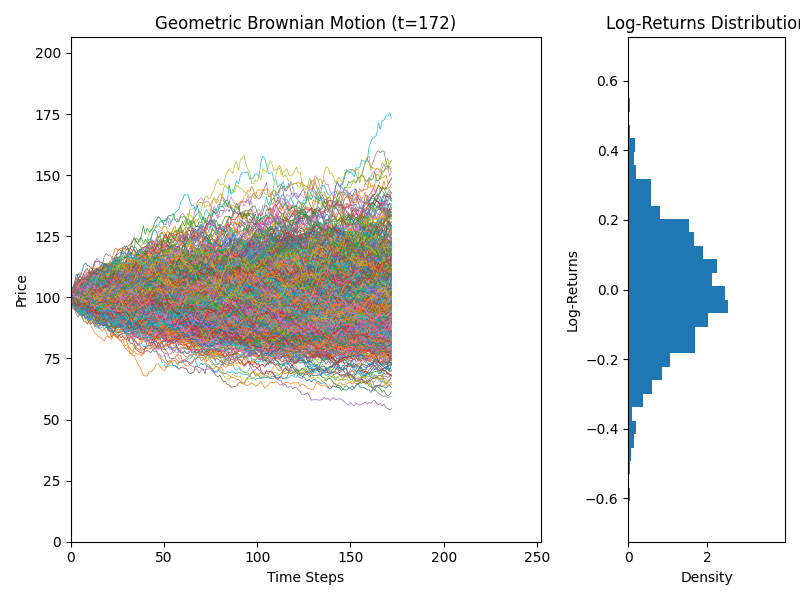 Geometric Brownian Motion (t=172)
Price
200
175
150
125
100
75
50
25
0
0 50 100 150 200 250
Time Steps
Log-Returns Distribution
Log-Returns
0.6
0.4
0.2
0.0
−0.2
−0.4
−0.6
0 2
Density